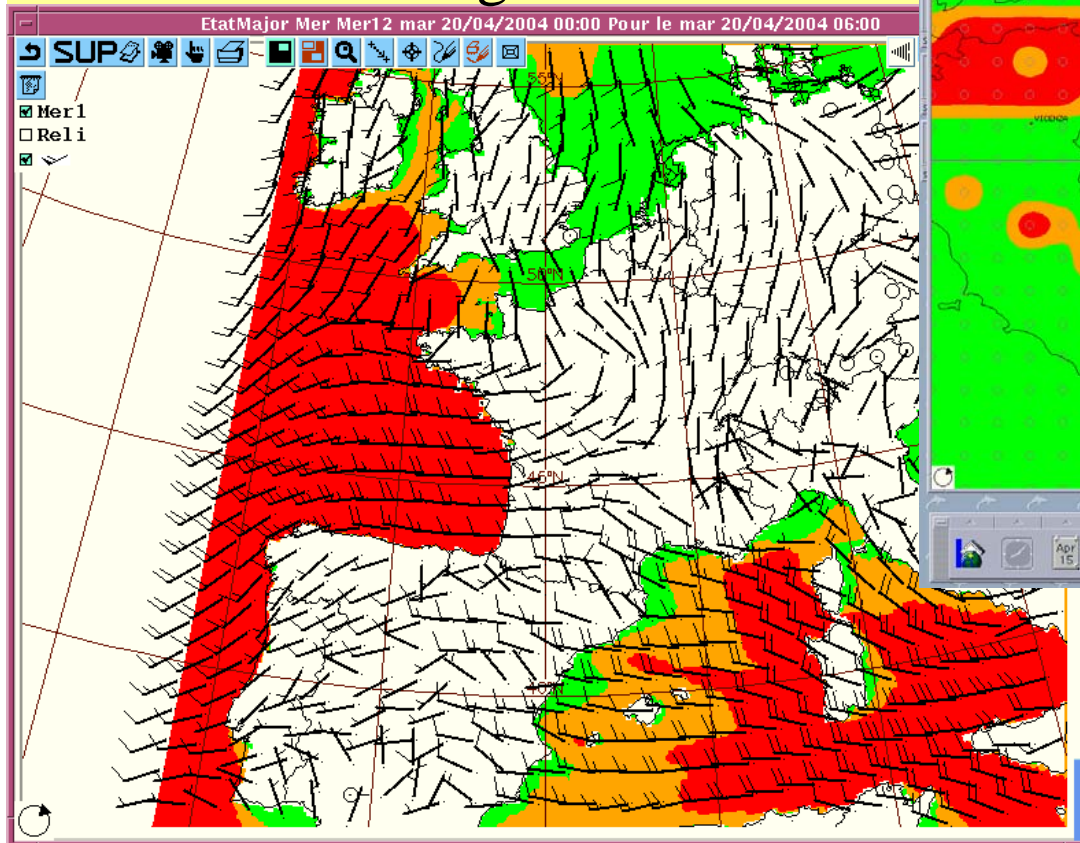 EtatMajor Mer Mer12 mar 20/04/2004 00:00 Pour le mar 20/04/2004 06:00
SUP
Mer1
Reli
55°N
50°N
45°N
VICENZA
Apr
15